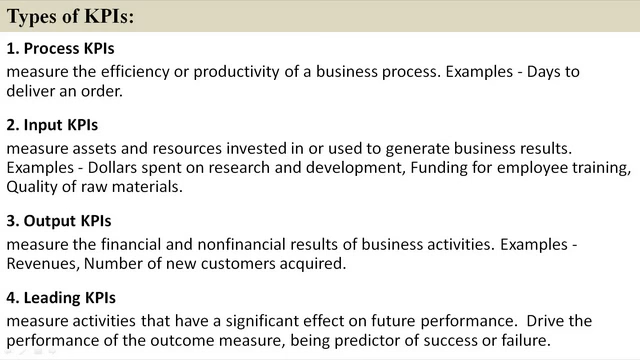 Types of KPIs:
1. Process KPIs
measure the efficiency or productivity of a business process. Examples - Days to
deliver an order.
2. Input KPIs
measure assets and resources invested in or used to generate business results.
Examples - Dollars spent on research and development, Funding for employee training,
Quality of raw materials.
3. Output KPIs
measure the financial and nonfinancial results of business activities. Examples -
Revenues, Number of new customers acquired.
4. Leading KPIs
measure activities that have a significant effect on future performance.  Drive the
performance of the outcome measure, being predictor of success or failure.